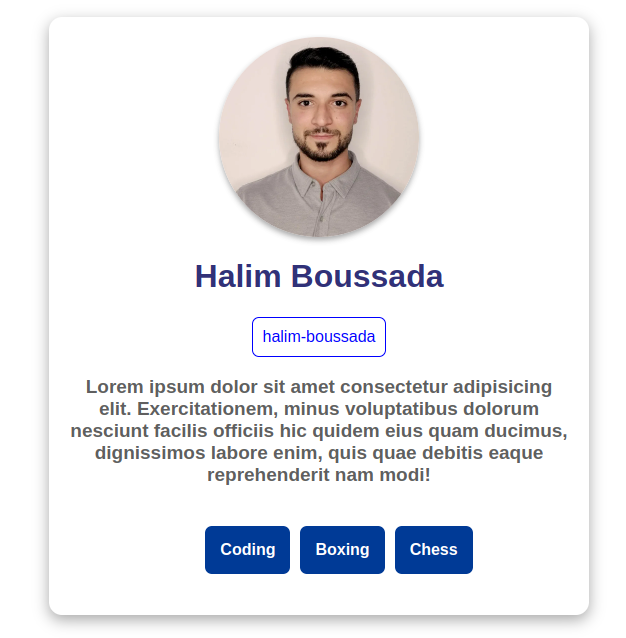 Halim Boussada
halim-boussada
Lorem ipsum dolor sit amet consectetur adipisicing
elit. Exercitationem, minus voluptatibus dolorum
nesciunt facilis officiis hic quidem eius quam ducimus,
dignissimos labore enim, quis quae debitis eaque
reprehenderit nam modi!
Coding Boxing Chess